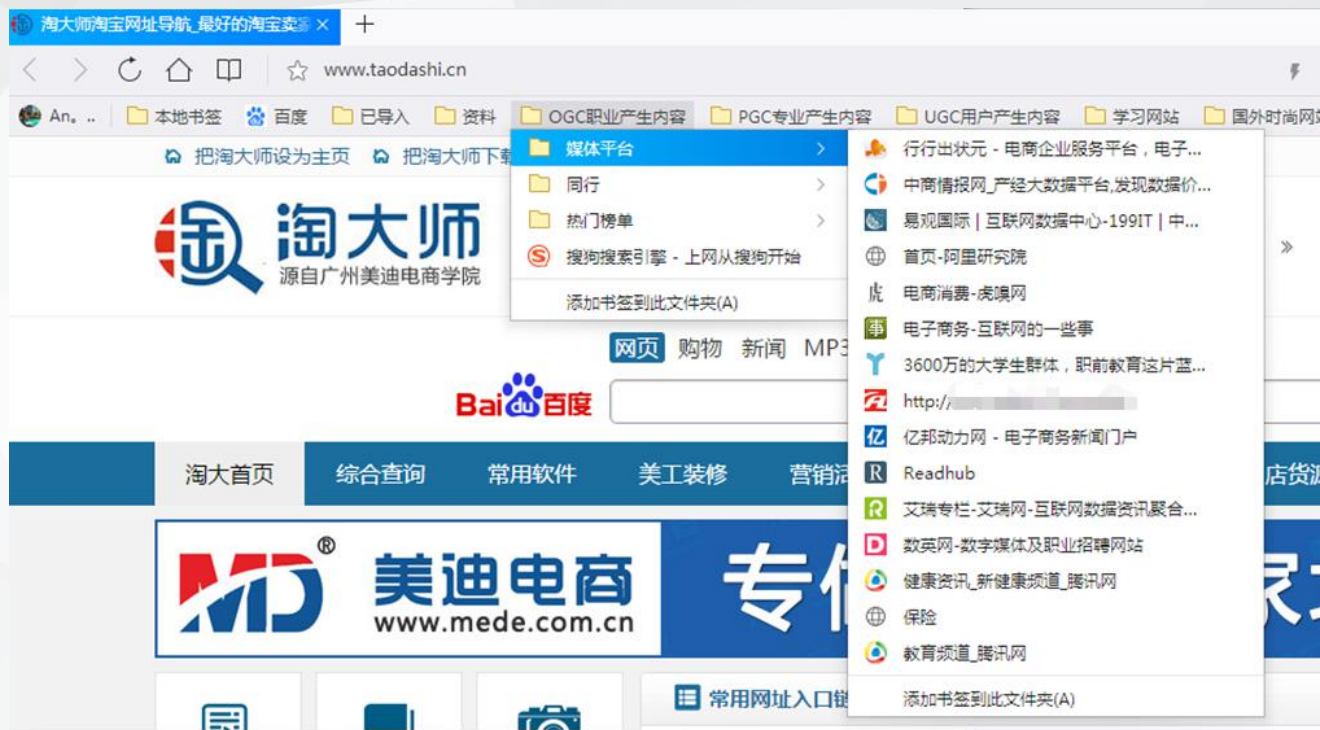 淘大师淘宝网址导航_最好的淘宝卖家
www.taodashi.cn
An。..
本地书签
百度
已导入
资料
OGC职业产生内容
PGC专业产生内容
UGC用户产生内容
学习网站
国外时尚网站
把淘大师设为主页
把淘大师下载
淘大师
源自广州美迪电商学院
媒体平台
同行
热门榜单
搜狗搜索引擎 - 上网从搜狗开始
添加书签到此文件夹(A)
行行出状元 - 电商企业服务平台，电子...
中商情报网_产经大数据平台,发现数据价...
易观国际 | 互联网数据中心-199IT | 中...
首页-阿里研究院
虎 电商消费-虎嗅网
事 电子商务-互联网的一些事
3600万的大学生群体，职前教育这片蓝...
http:/
亿 亿邦动力网 - 电子商务新闻门户
R Readhub
艾瑞专栏-艾瑞网-互联网数据资讯聚合...
D 数英网-数字媒体及职业招聘网站
健康资讯_新健康频道_腾讯网
保险
教育频道_腾讯网
添加书签到此文件夹(A)
网页 购物 新闻 MP3
Bai du 百度
淘大首页 综合查询 常用软件 美工装修 营销活 店货源
MD ® 美迪电商
www.mede.com.cn
专
家
常用网址入口链